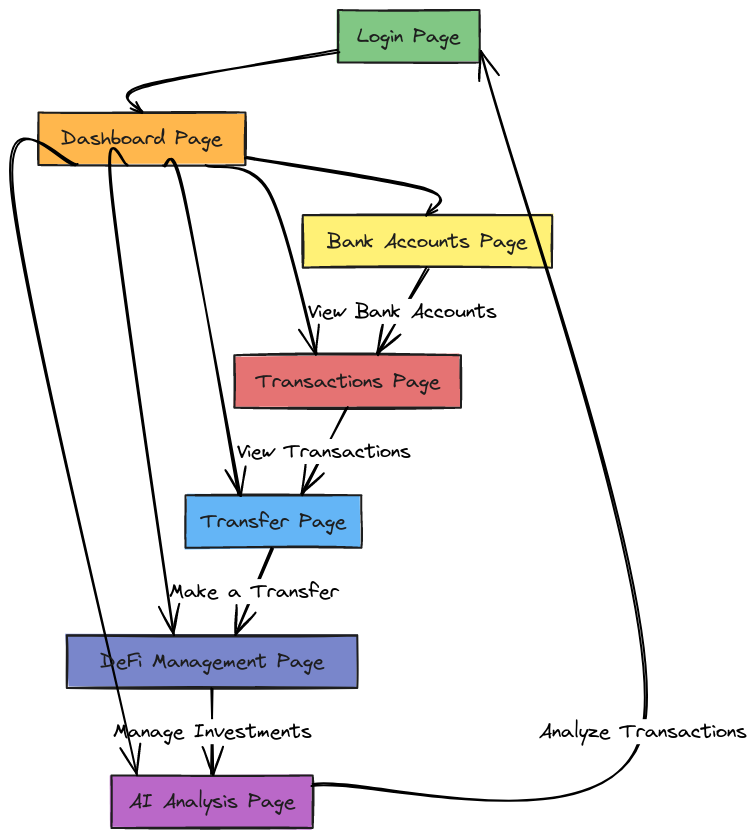 Login Page
Dashboard Page
Bank Accounts Page
View Bank Accounts
Transactions Page
View Transactions
Transfer Page
Make a Transfer
DeFi Management Page
Manage Investments
Analyze Transactions
AI Analysis Page